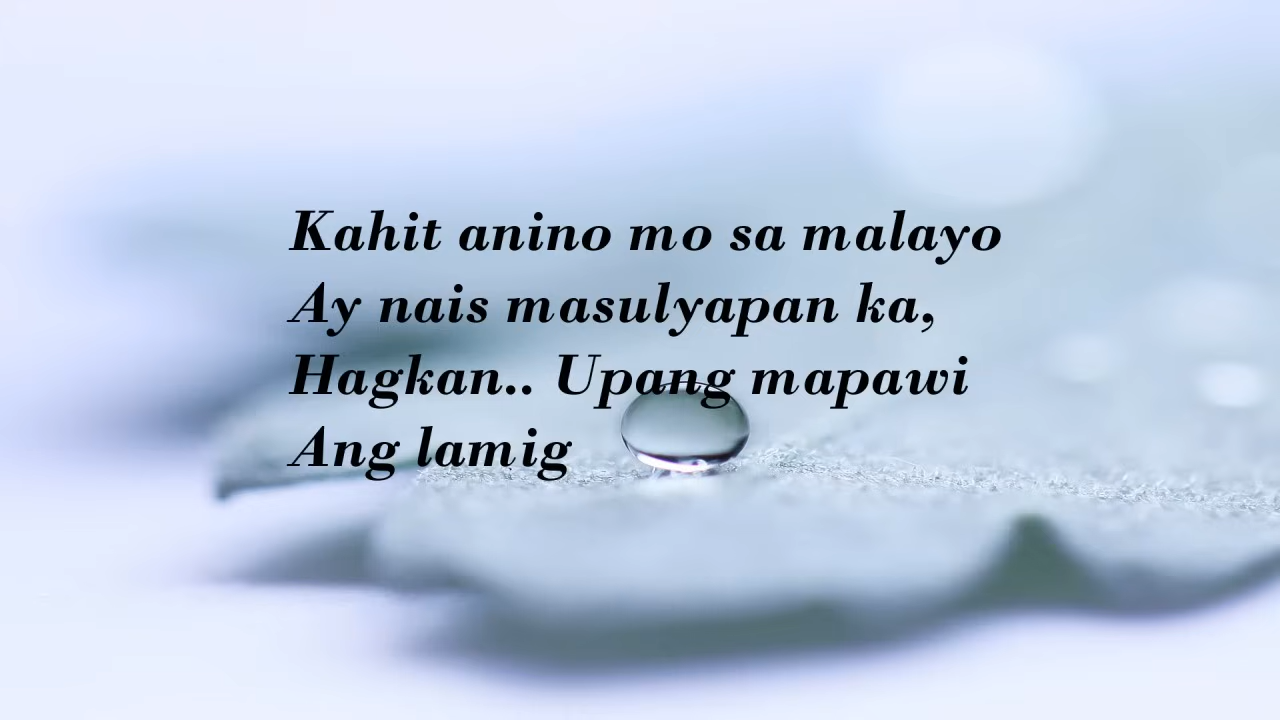 Kahit anino mo sa malayo
Ay nais masulyapan ka,
Hagkan.. Upang mapawi
Ang lamig